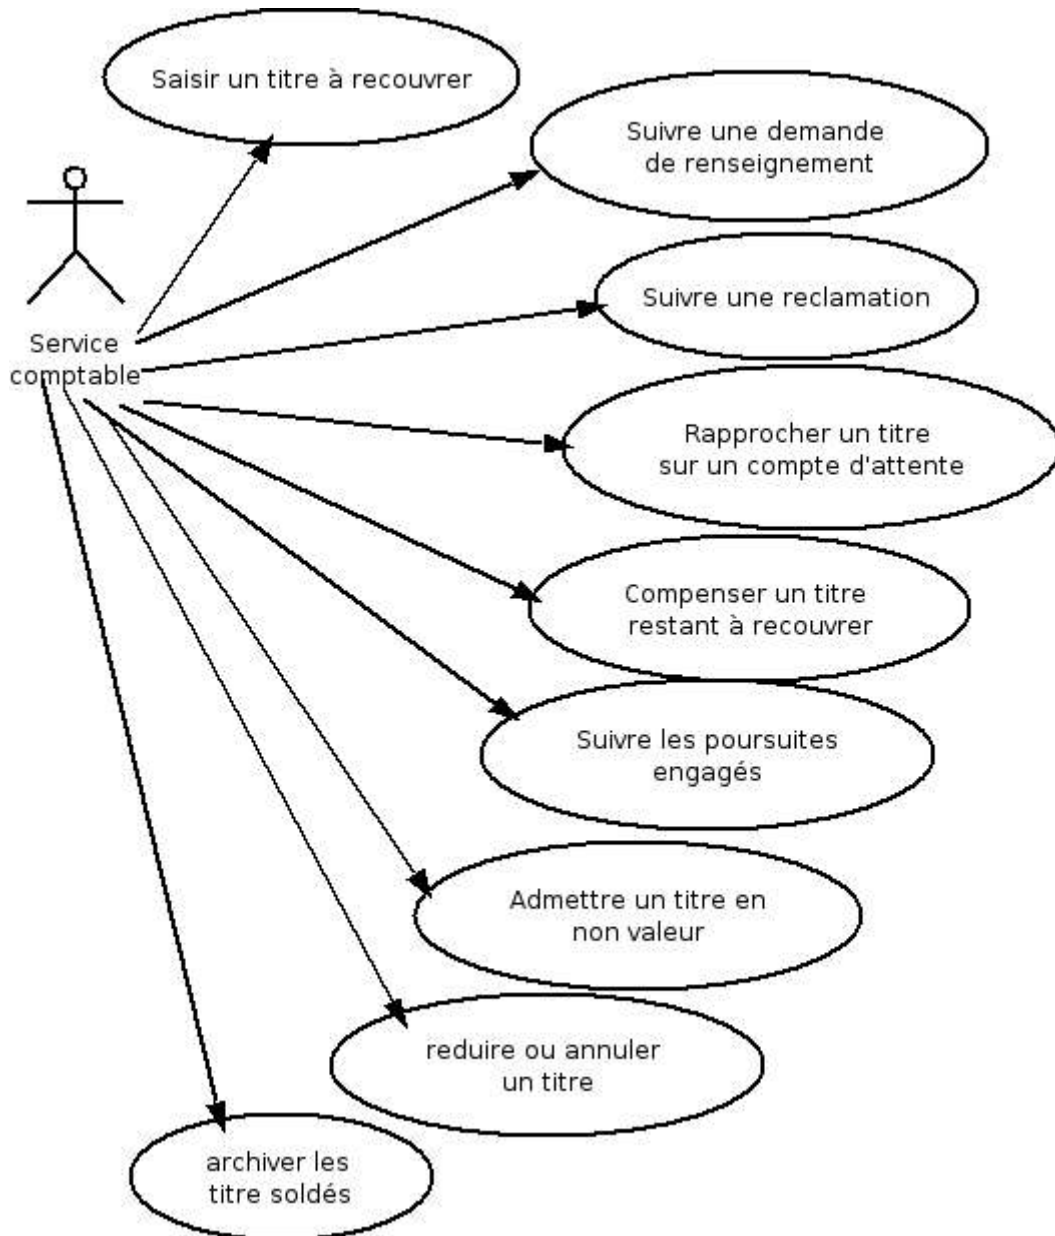 Saisir un titre à recouvrer
Suivre une demande
de renseignement
Suivre une reclamation
Service
comptable
Rapprocher un titre
sur un compte d'attente
Compenser un titre
restant à recouvrer
Suivre les poursuites
engagés
Admettre un titre en
non valeur
reduire ou annuler
un titre
archiver les
titre soldés